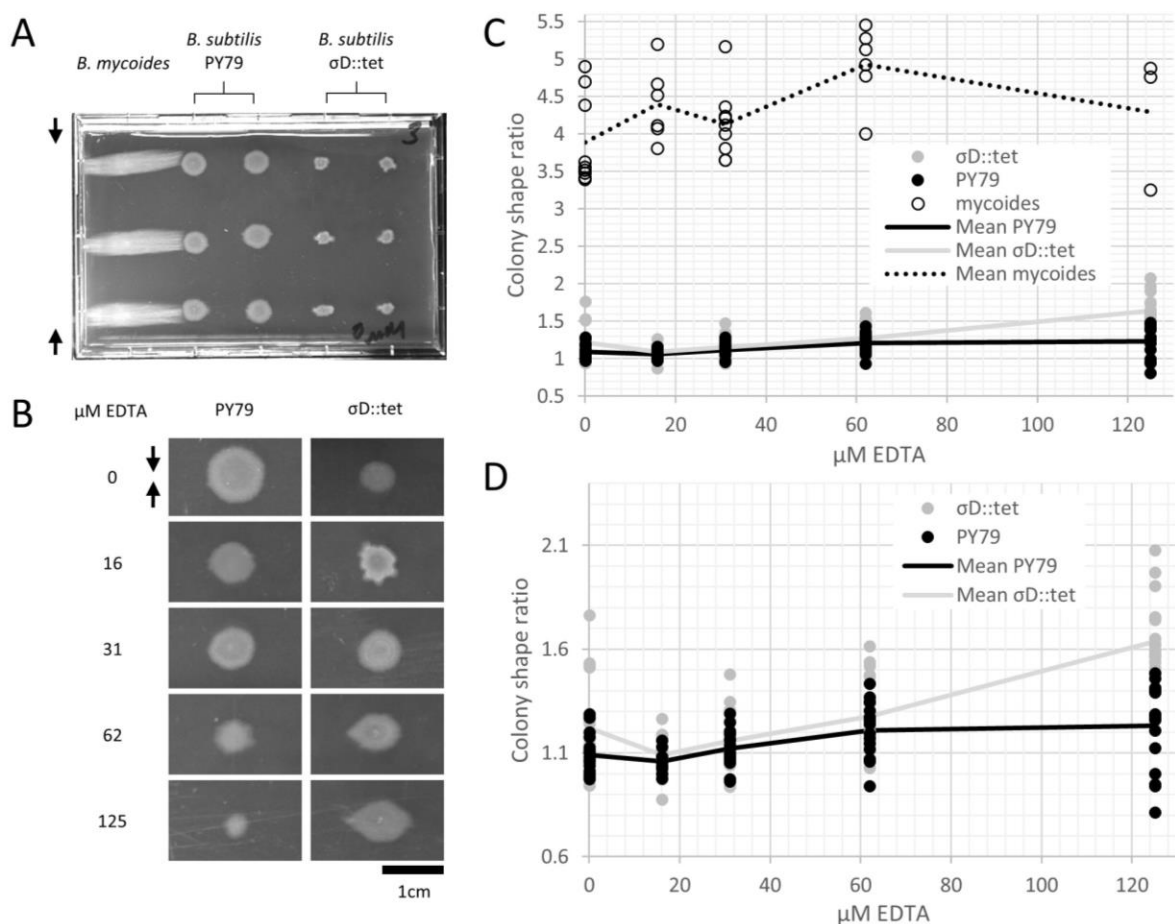 A
B. mycoides
B. subtilis
PY79
B. subtilis
σD::tet
5
B
μM EDTA
PY79
σD::tet
0
16
31
62
125
1cm
C
Colony shape ratio
5.5
5
4.5
4
3.5
3
2.5
2
1.5
1
0.5
σD::tet
PY79
mycoides
Mean PY79
Mean σD::tet
Mean mycoides
0
20
40
60
80
100
120
μM EDTA
D
Colony shape ratio
2.1
1.6
1.1
0.6
σD::tet
PY79
Mean PY79
Mean σD::tet
0
20
40
60
80
100
120
μM EDTA